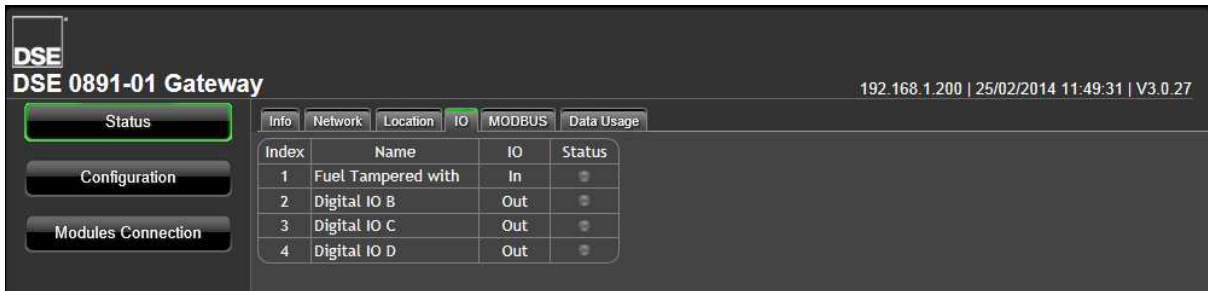 DSE
DSE 0891-01 Gateway
192.168.1.200 | 25/02/2014 11:49:31 | V3.0.27
Status
Configuration
Modules Connection
Info Network Location IO MODBUS Data Usage
Index Name IO Status
1 Fuel Tampered with In
2 Digital IO B Out
3 Digital IO C Out
4 Digital IO D Out